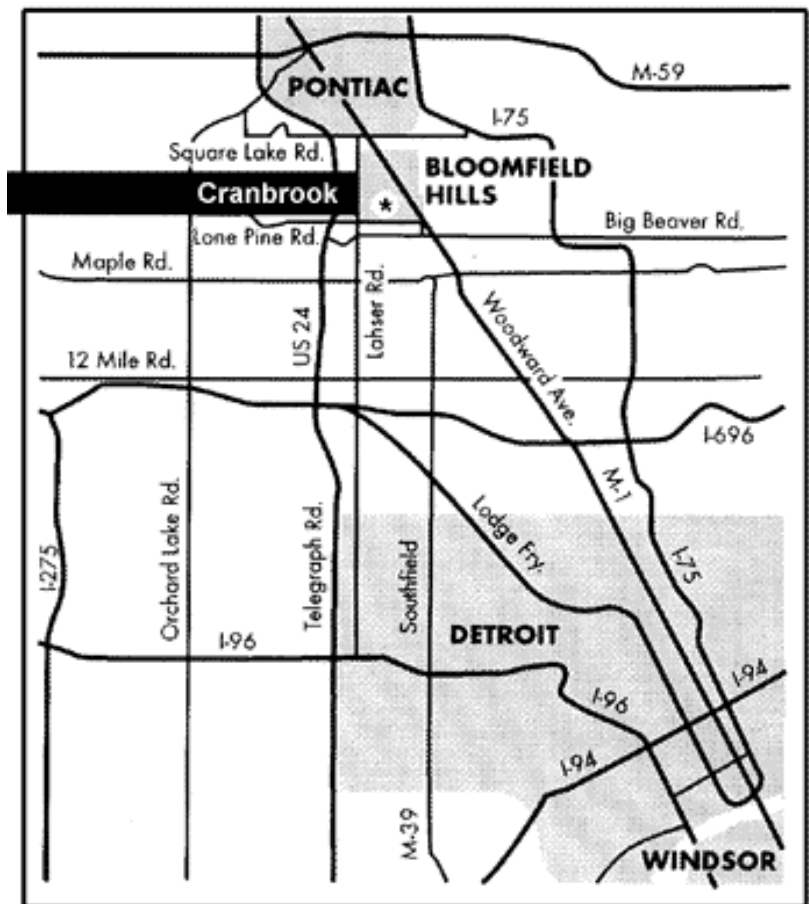 M-59
PONTIAC
I-75
Square Lake Rd.
BLOOMFIELD
HILLS
Cranbrook
*
Big Beaver Rd.
Lone Pine Rd.
Maple Rd.
US 24
Lahser Rd.
Woodward Ave.
12 Mile Rd.
I-696
M-1
Lodge Fry.
I-275
Orchard Lake Rd.
Telegraph Rd.
Southfield
I-75
DETROIT
I-96
I-94
I-96
I-94
M-39
WINDSOR